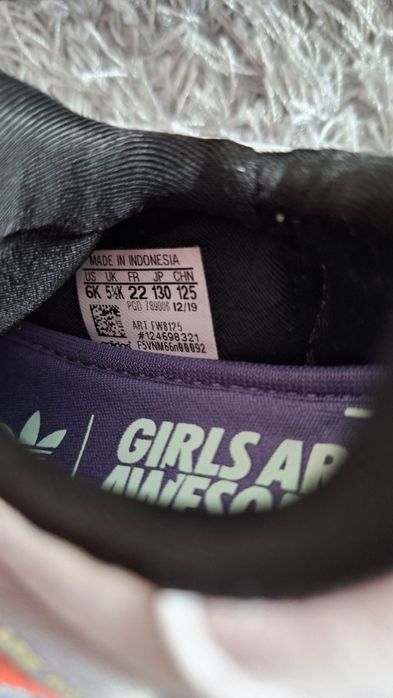 MADE IN INDONESIA
US UK FR JP CHN
6K 5½K 22 130 125
PGD 789006 12/19
ART FW8125
#124698321
GIRLS AR
AWESO